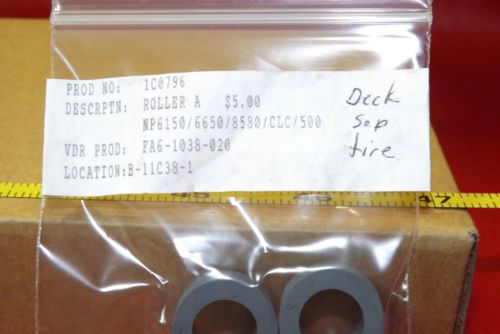 PROD NO: 1C0796
DESCRPTN: ROLLER A $5.00
NP6150/6650/8580/CLC/500
VDR PROD: FA6-1038-020
LOCATION:B-11C38-1
Deck
Sep
tire
47